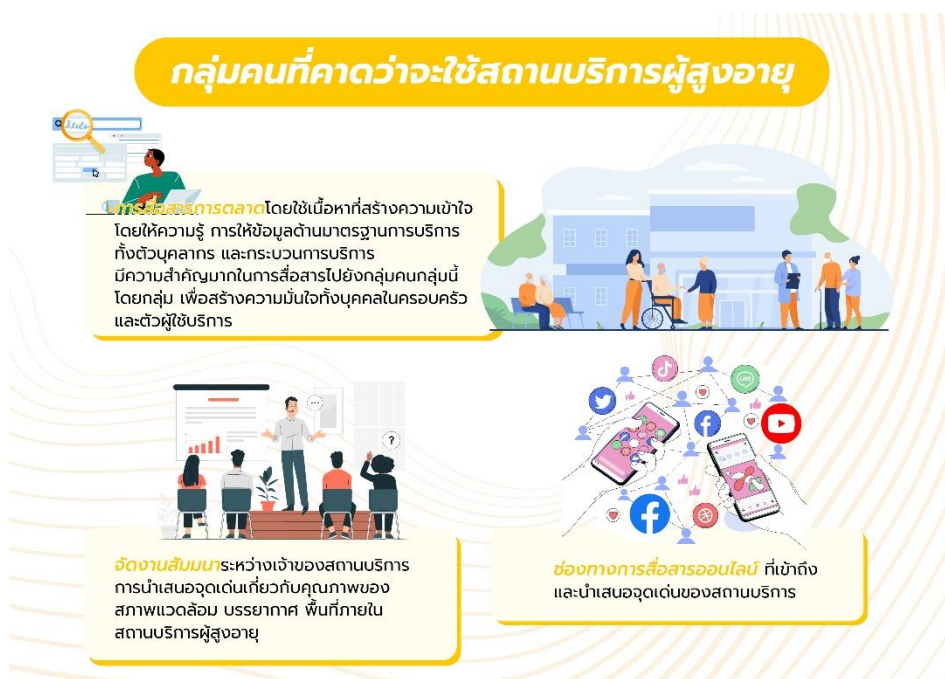 กลุ่มคนที่คาดว่าจะใช้สถานบริการผู้สูงอายุ
การสื่อสารการตลาดโดยใช้เนื้อหาที่สร้างความเข้าใจ
โดยให้ความรู้ การให้ข้อมูลด้านมาตรฐานการบริการ
ทั้งตัวบุคลากร และกระบวนการบริการ
มีความสำคัญมากในการสื่อสารไปยังกลุ่มคนกลุ่มนี้
โดยกลุ่ม เพื่อสร้างความมั่นใจทั้งบุคคลในครอบครัว
และตัวผู้ใช้บริการ
LINE
จัดงานสัมมนาระหว่างเจ้าของสถานบริการ
การนำเสนอจุดเด่นเกี่ยวกับคุณภาพของ
สภาพแวดล้อม บรรยากาศ พื้นที่ภายใน
สถานบริการผู้สูงอายุ
ช่องทางการสื่อสารออนไลน์ ที่เข้าถึง
และนำเสนอจุดเด่นของสถานบริการ